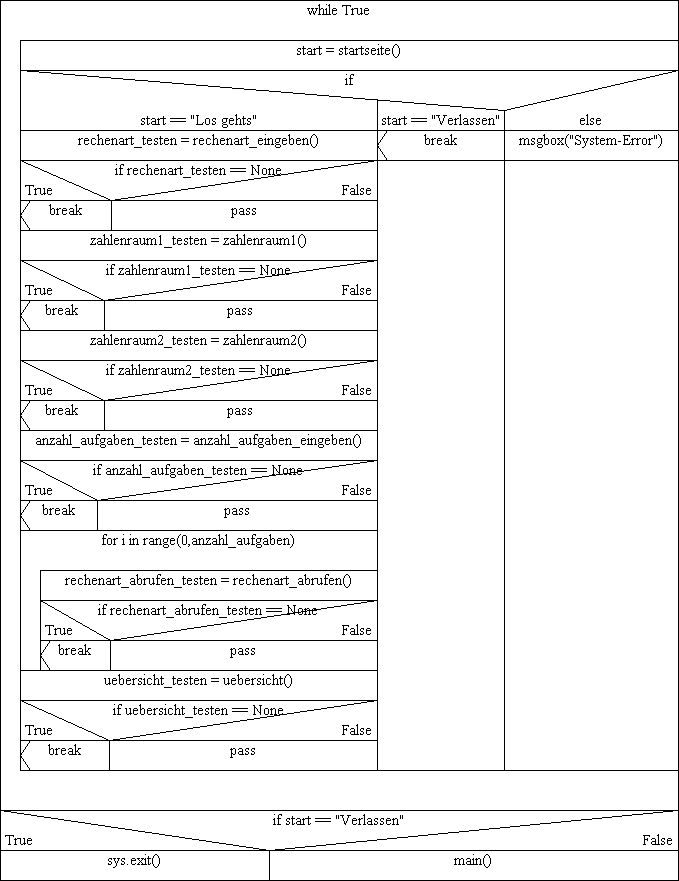 while True
start = startseite()
if
start == "Los gehts" start == "Verlassen" else
rechenart_testen = rechenart_eingeben() break msgbox("System-Error")
if rechenart_testen == None
True False
break pass
zahlenraum1_testen = zahlenraum1()
if zahlenraum1_testen == None
True False
break pass
zahlenraum2_testen = zahlenraum2()
if zahlenraum2_testen == None
True False
break pass
anzahl_aufgaben_testen = anzahl_aufgaben_eingeben()
if anzahl_aufgaben_testen == None
True False
break pass
for i in range(0,anzahl_aufgaben)
rechenart_abrufen_testen = rechenart_abrufen()
if rechenart_abrufen_testen == None
True False
break pass
uebersicht_testen = uebersicht()
if uebersicht_testen == None
True False
break pass
if start == "Verlassen"
True False
sys.exit() main()